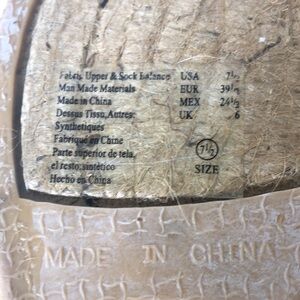 Fabric Upper & Sock Balance USA 7½
Man Made Materials EUR 39½
Made in China MEX 24½
Dessus Tissu, Autres: UK 6
Synthetiques
Fabriqué en Chine
Parte superior de tela, 7½
el resto, sintético SIZE
Hecho en China
MADE IN CHINA